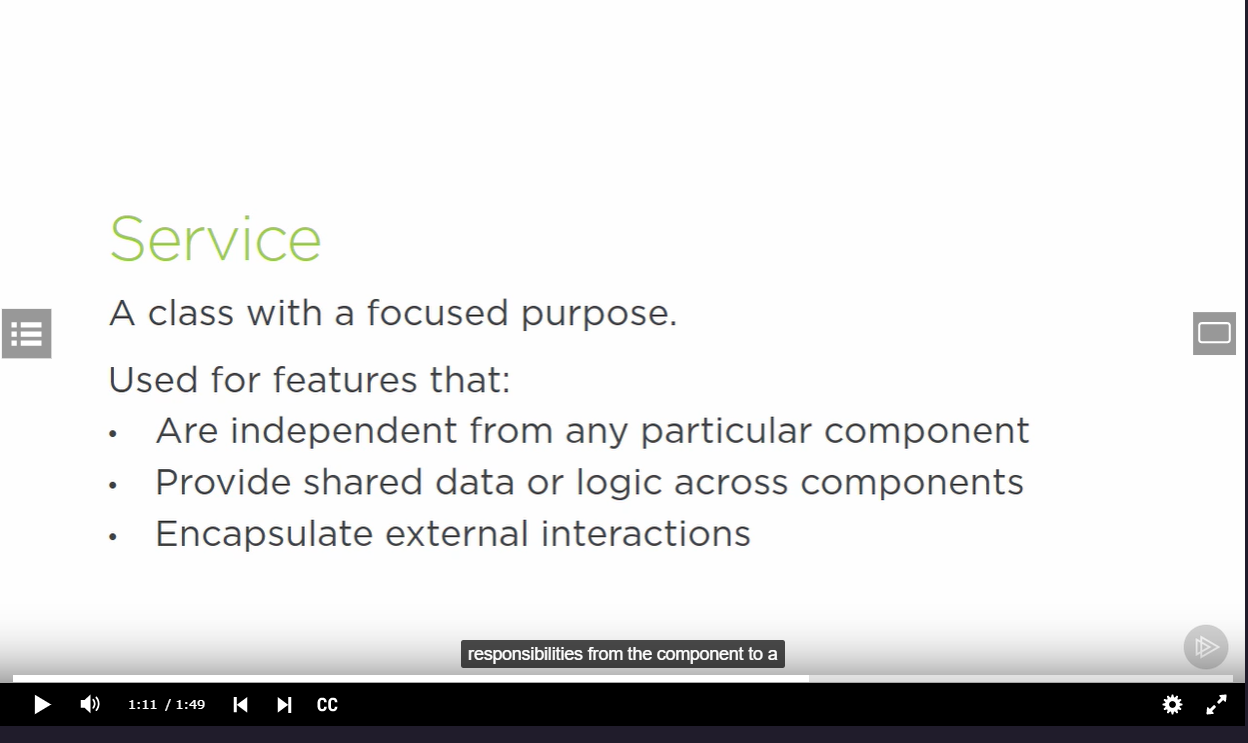 Service
A class with a focused purpose.
Used for features that:
• Are independent from any particular component
• Provide shared data or logic across components
• Encapsulate external interactions
responsibilities from the component to a
1:11 / 1:49
CC